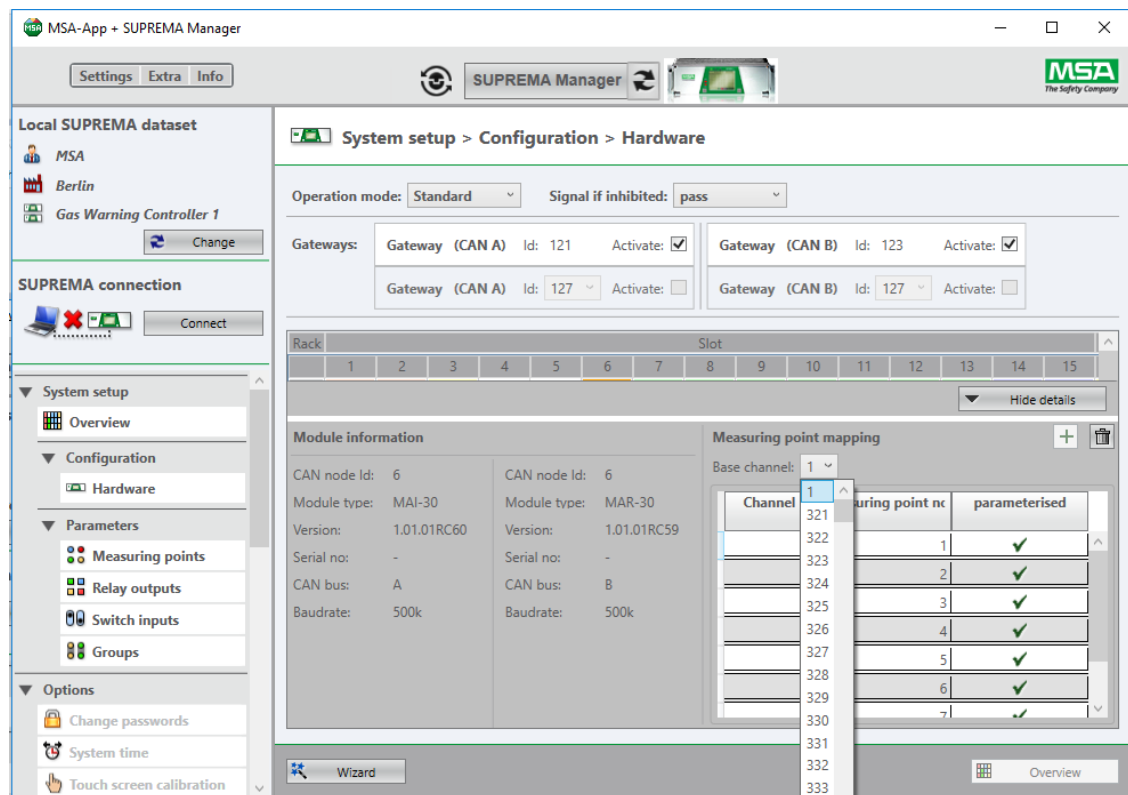 MSA-App + SUPREMA Manager
Settings Extra Info
SUPREMA Manager
MSA
The Safety Company
Local SUPREMA dataset
MSA
Berlin
Gas Warning Controller 1
Change
SUPREMA connection
Connect
System setup
Overview
Configuration
Hardware
Parameters
Measuring points
Relay outputs
Switch inputs
Groups
Options
Change passwords
System time
Touch screen calibration
System setup > Configuration > Hardware
Operation mode: Standard Signal if inhibited: pass
Gateways: Gateway (CAN A) Id: 121 Activate: Gateway (CAN B) Id: 123 Activate:
Gateway (CAN A) Id: 127 Activate: Gateway (CAN B) Id: 127 Activate:
Rack Slot
1 2 3 4 5 6 7 8 9 10 11 12 13 14 15
Hide details
Module information
CAN node Id: 6 CAN node Id: 6
Module type: MAI-30 Module type: MAR-30
Version: 1.01.01RC60 Version: 1.01.01RC59
Serial no: - Serial no: -
CAN bus: A CAN bus: B
Baudrate: 500k Baudrate: 500k
Measuring point mapping
Base channel: 1
1
321
322
323
324
325
326
327
328
329
330
331
332
333
Channel uring point nc parameterised
1
2
3
4
5
6
7
Wizard
Overview